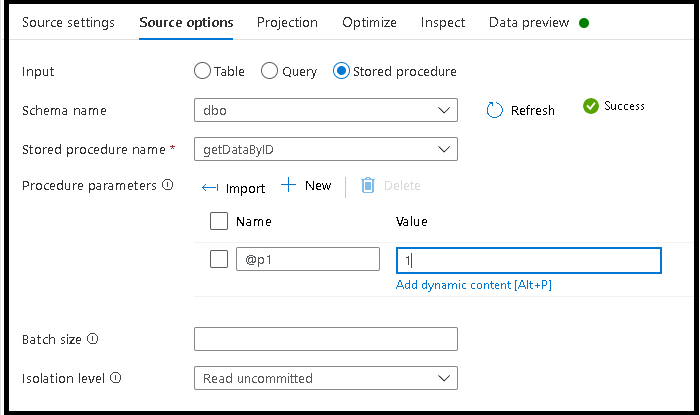 Source settings Source options Projection Optimize Inspect Data preview
Input Table Query Stored procedure
Schema name dbo Refresh Success
Stored procedure name * getDataByID
Procedure parameters Import New Delete
Name Value
@p1 1
Add dynamic content [Alt+P]
Batch size
Isolation level Read uncommitted